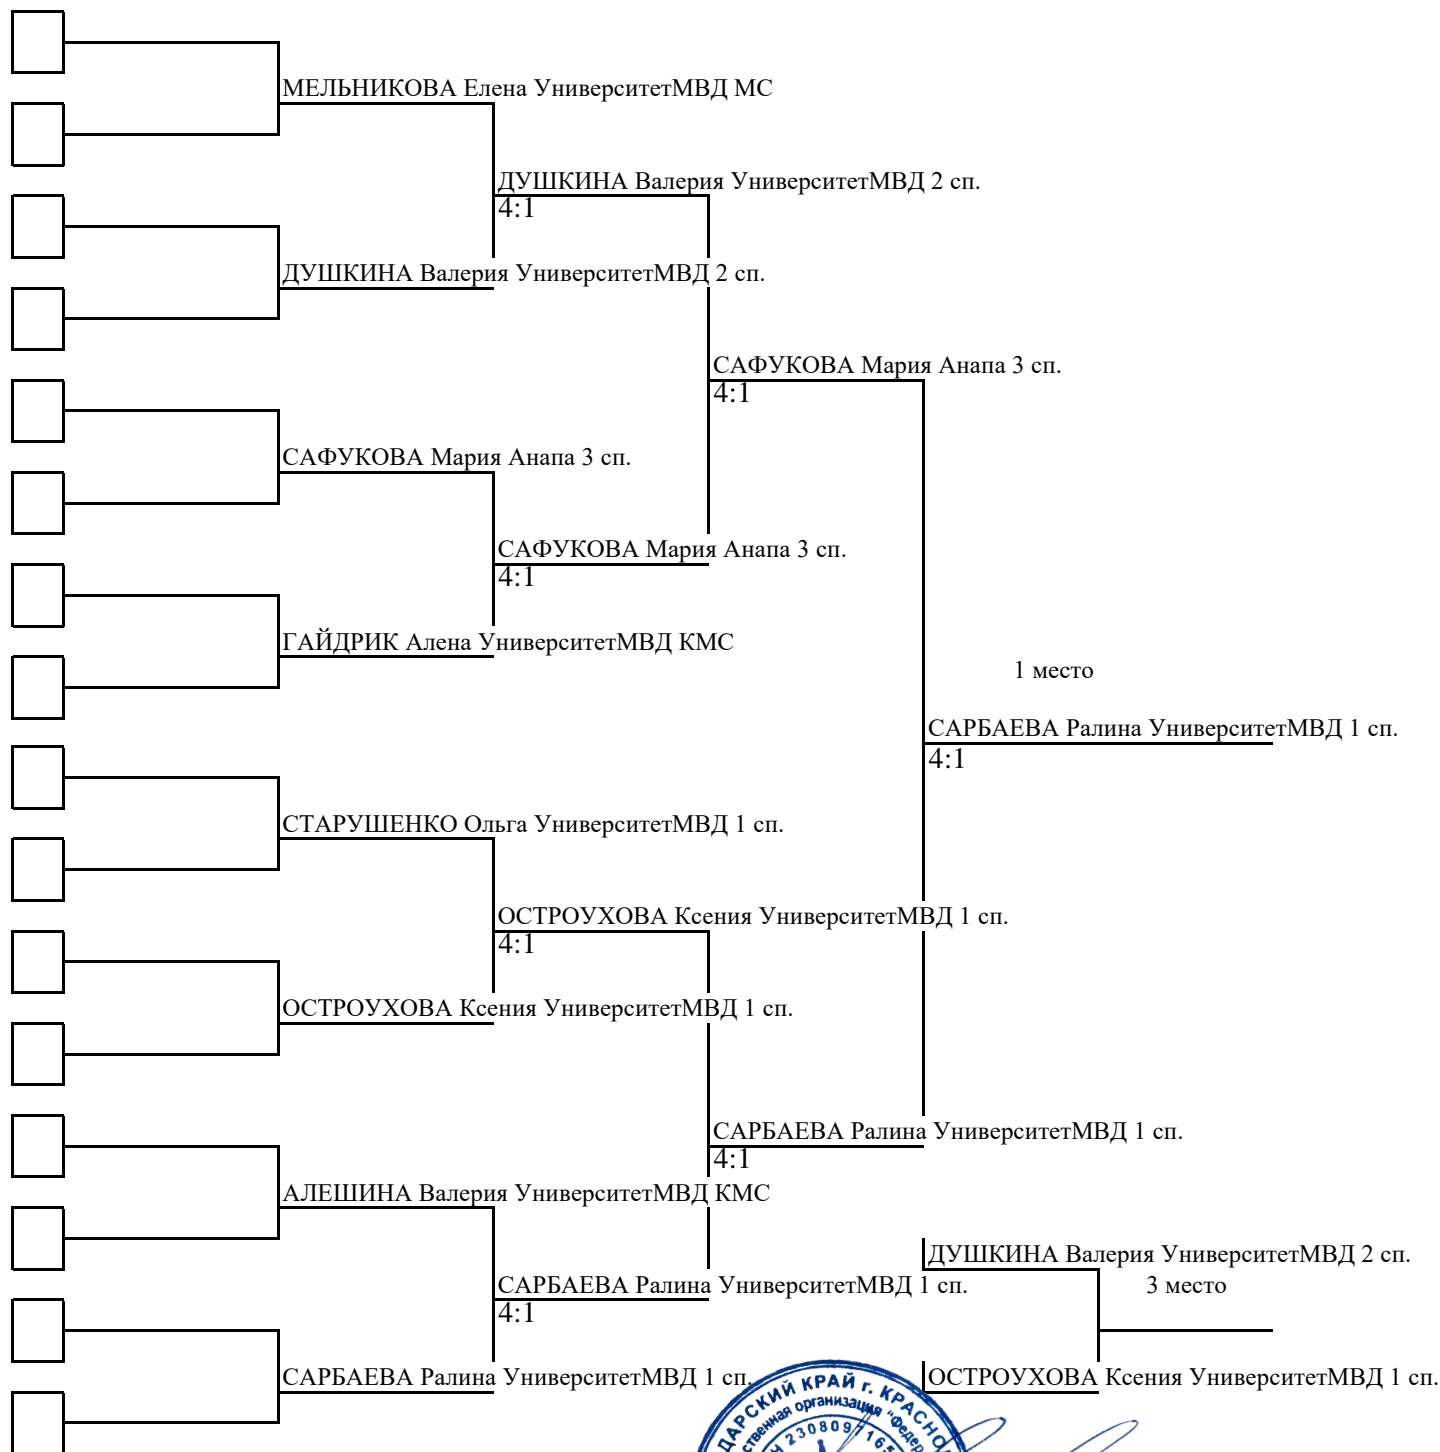 МЕЛЬНИКОВА Елена УниверситетМВД МС
ДУШКИНА Валерия УниверситетМВД 2 сп.
4:1
ДУШКИНА Валерия УниверситетМВД 2 сп.
САФУКОВА Мария Анапа 3 сп.
4:1
САФУКОВА Мария Анапа 3 сп.
САФУКОВА Мария Анапа 3 сп.
4:1
ГАЙДРИК Алена УниверситетМВД КМС
1 место
САРБАЕВА Ралина УниверситетМВД 1 сп.
4:1
СТАРУШЕНКО Ольга УниверситетМВД 1 сп.
ОСТРОУХОВА Ксения УниверситетМВД 1 сп.
4:1
ОСТРОУХОВА Ксения УниверситетМВД 1 сп.
САРБАЕВА Ралина УниверситетМВД 1 сп.
4:1
АЛЕШИНА Валерия УниверситетМВД КМС
ДУШКИНА Валерия УниверситетМВД 2 сп.
САРБАЕВА Ралина УниверситетМВД 1 сп.
3 место
4:1
САРБАЕВА Ралина УниверситетМВД 1 сп.
ОСТРОУХОВА Ксения УниверситетМВД 1 сп.
КРАЙ г.
организация